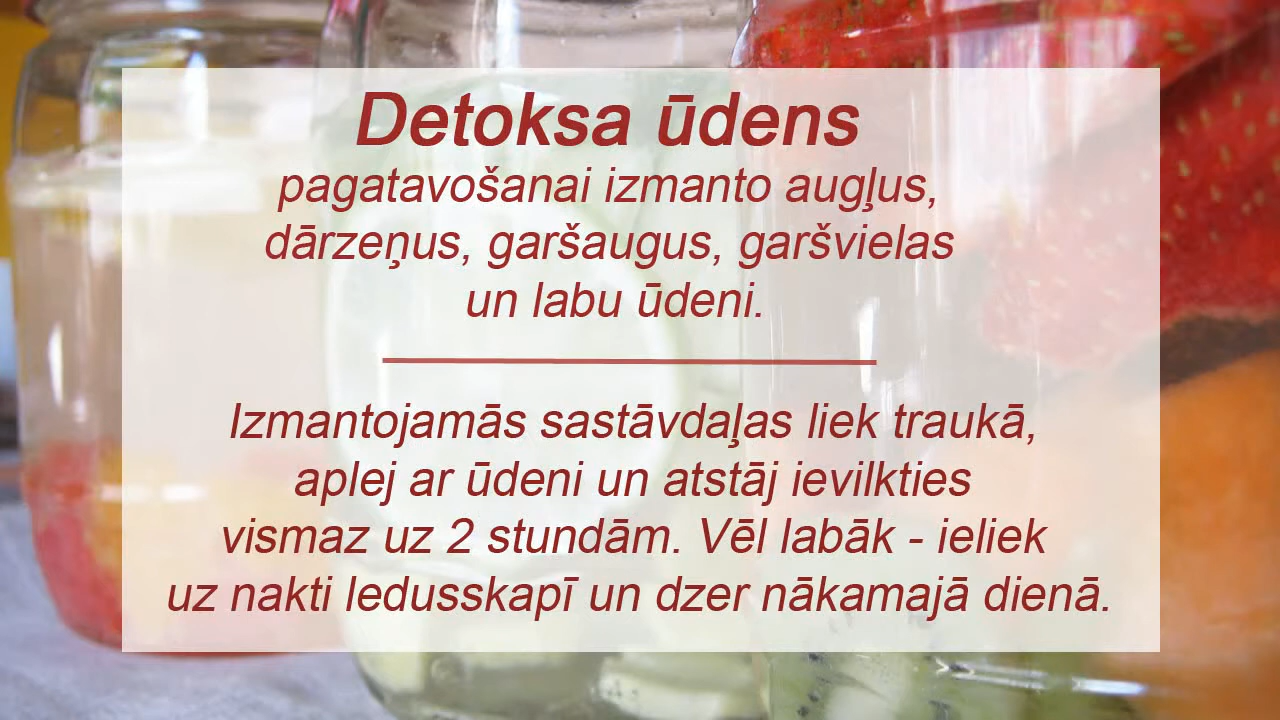 Detoksa ūdens
pagatavošanai izmanto augļus,
dārzeņus, garšaugus, garšvielas
un labu ūdeni.
Izmantojamās sastāvdaļas liek traukā,
aplej ar ūdeni un atstāj ievilkties
vismaz uz 2 stundām. Vēl labāk - ieliek
uz nakti ledusskapī un dzer nākamajā dienā.